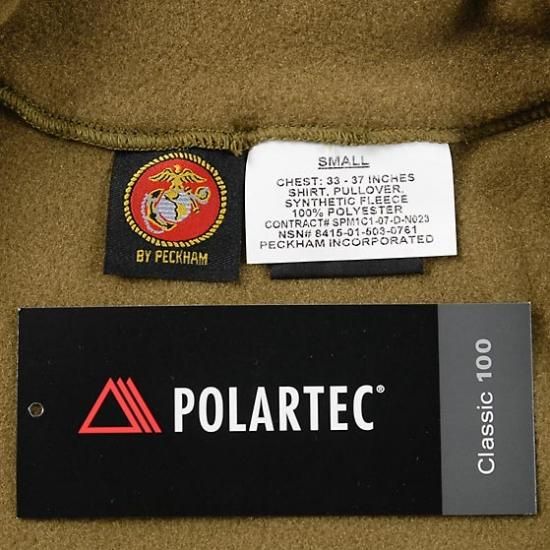 BY PECKHAM
SMALL
CHEST: 33 - 37 INCHES
SHIRT, PULLOVER,
SYNTHETIC FLEECE
100% POLYESTER
CONTRACT# SPM1C1-07-D-N023
NSN# 8415-01-503-0761
PECKHAM INCORPORATED
POLARTEC®
Classic 100